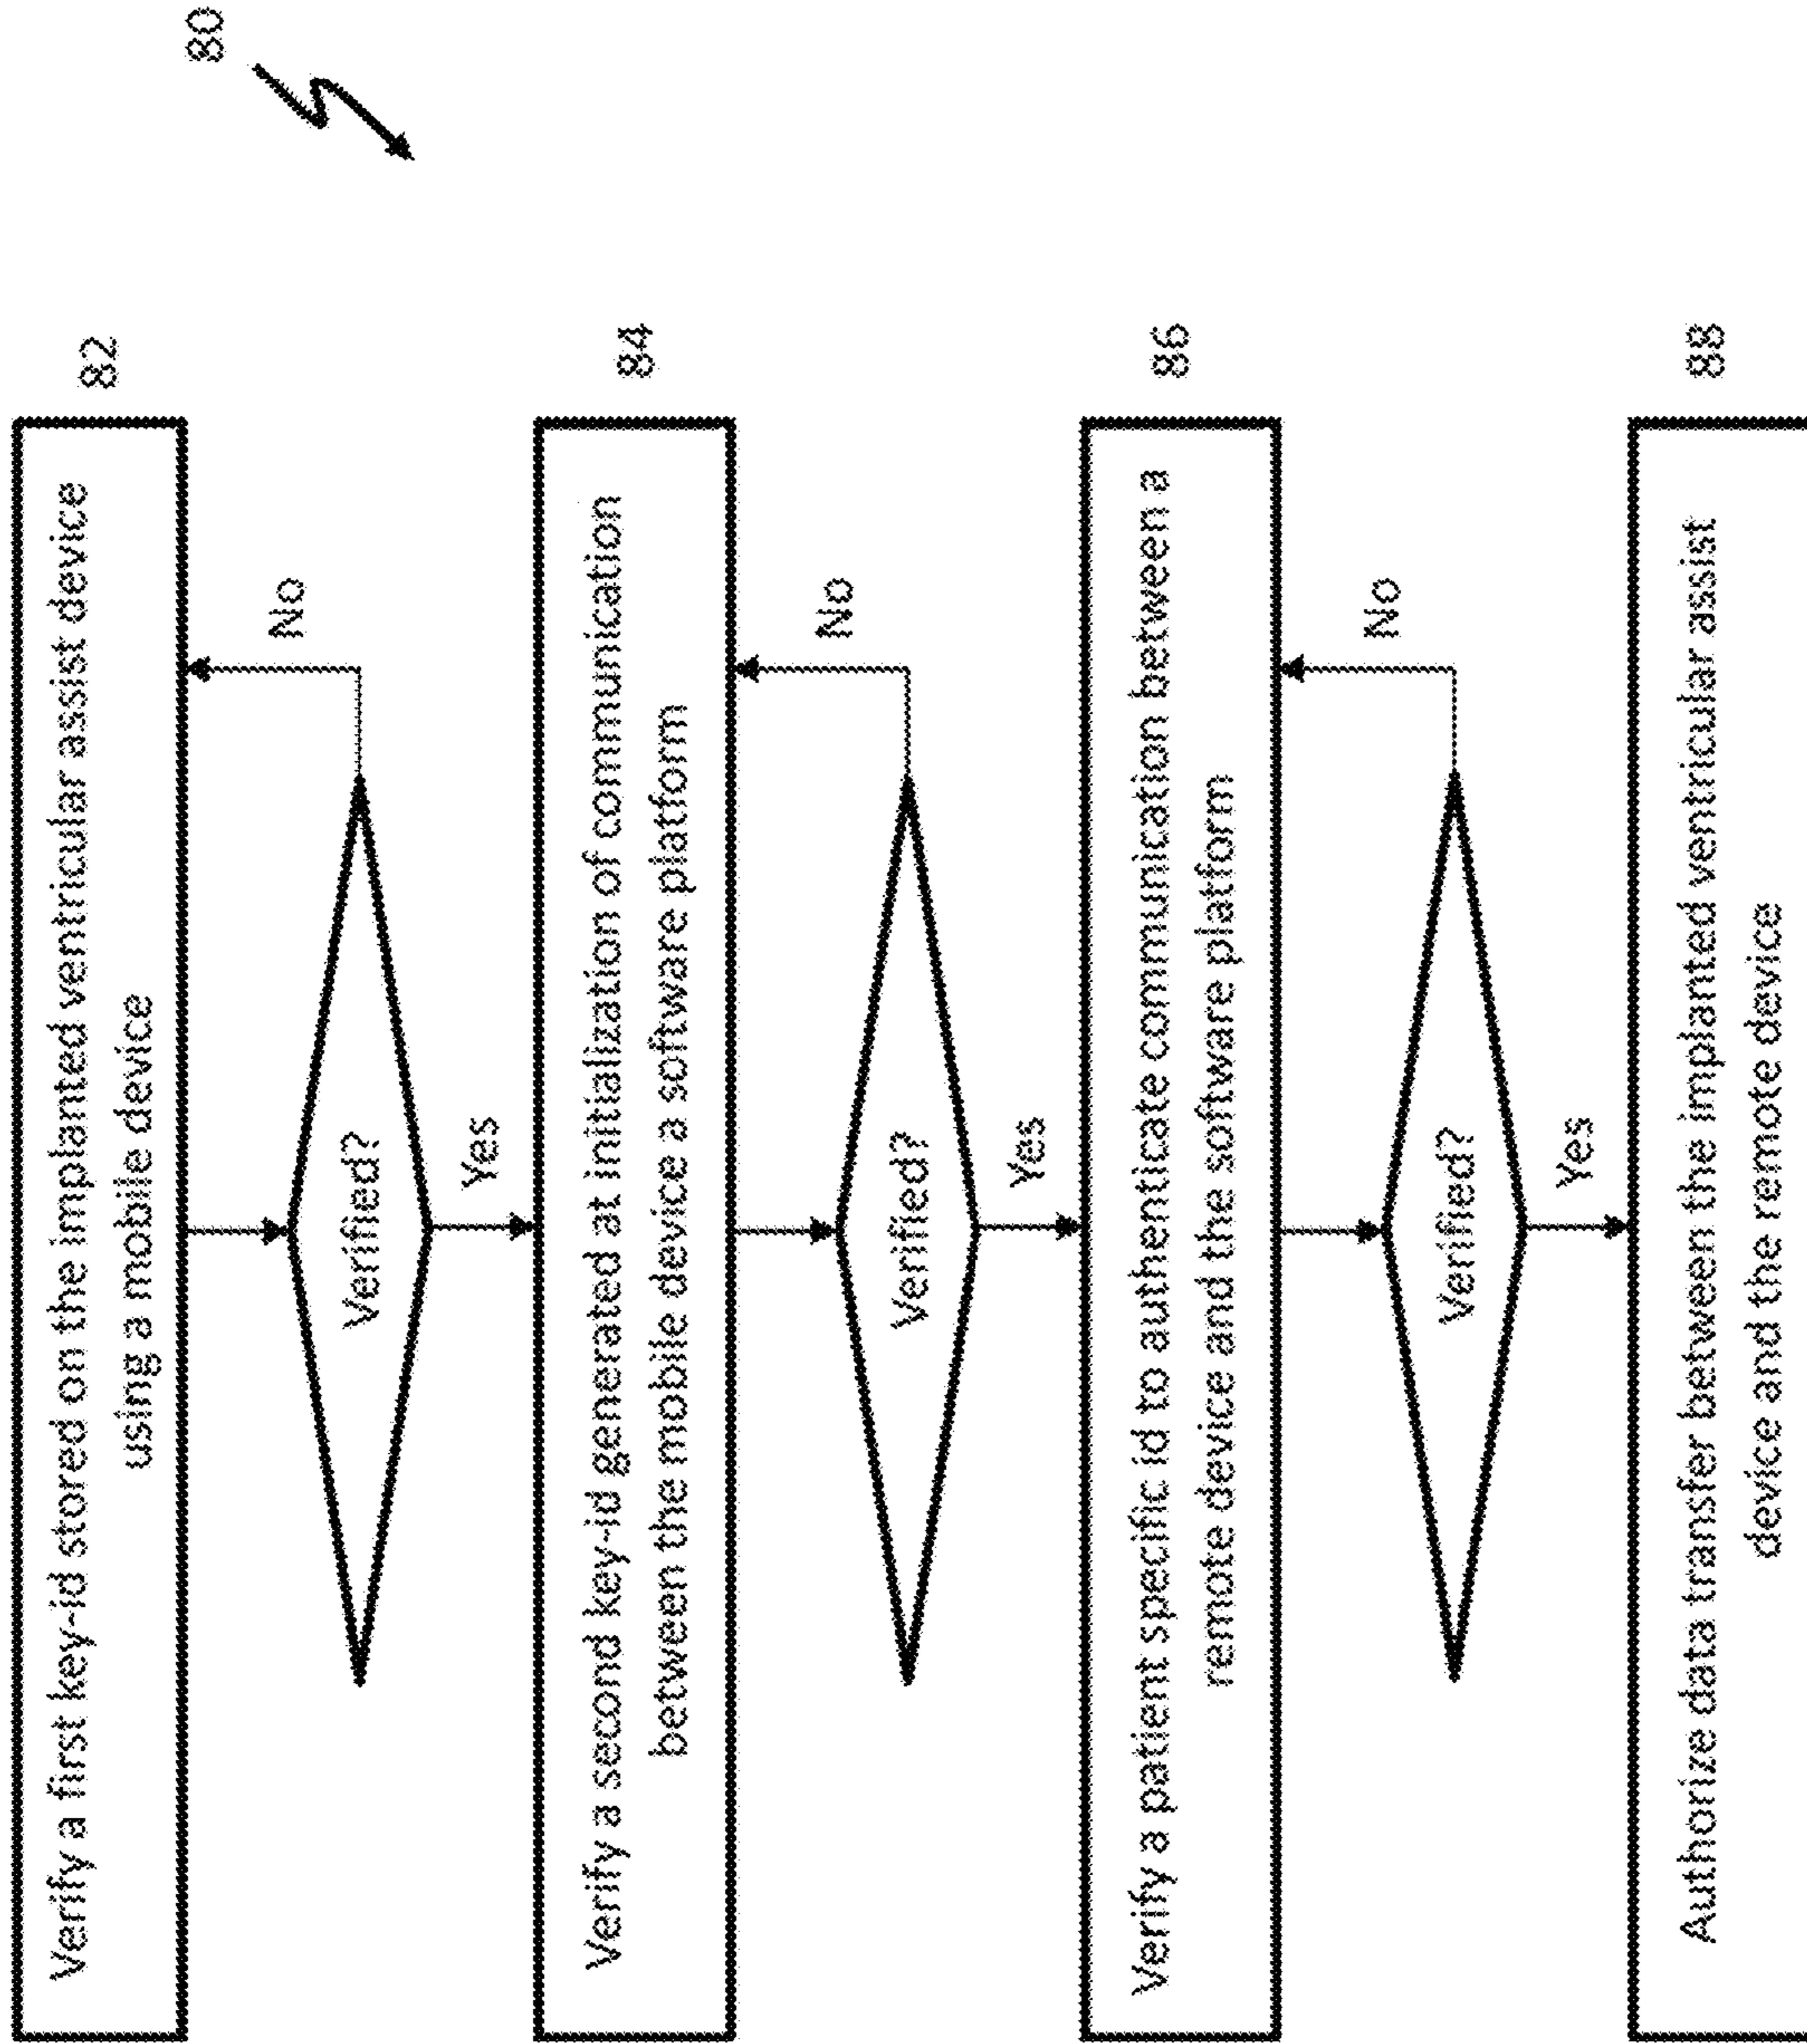 80
Verify a first key-id stored on the implanted ventricular assist device
using a mobile device
82
Verified?
No
Yes
Verify a second key-id generated at initialization of communication
between the mobile device a software platform
84
Verified?
No
Yes
Verify a patient specific id to authenticate communication between a
remote device and the software platform
86
Verified?
No
Yes
Authorize data transfer between the implanted ventricular assist
device and the remote device
88